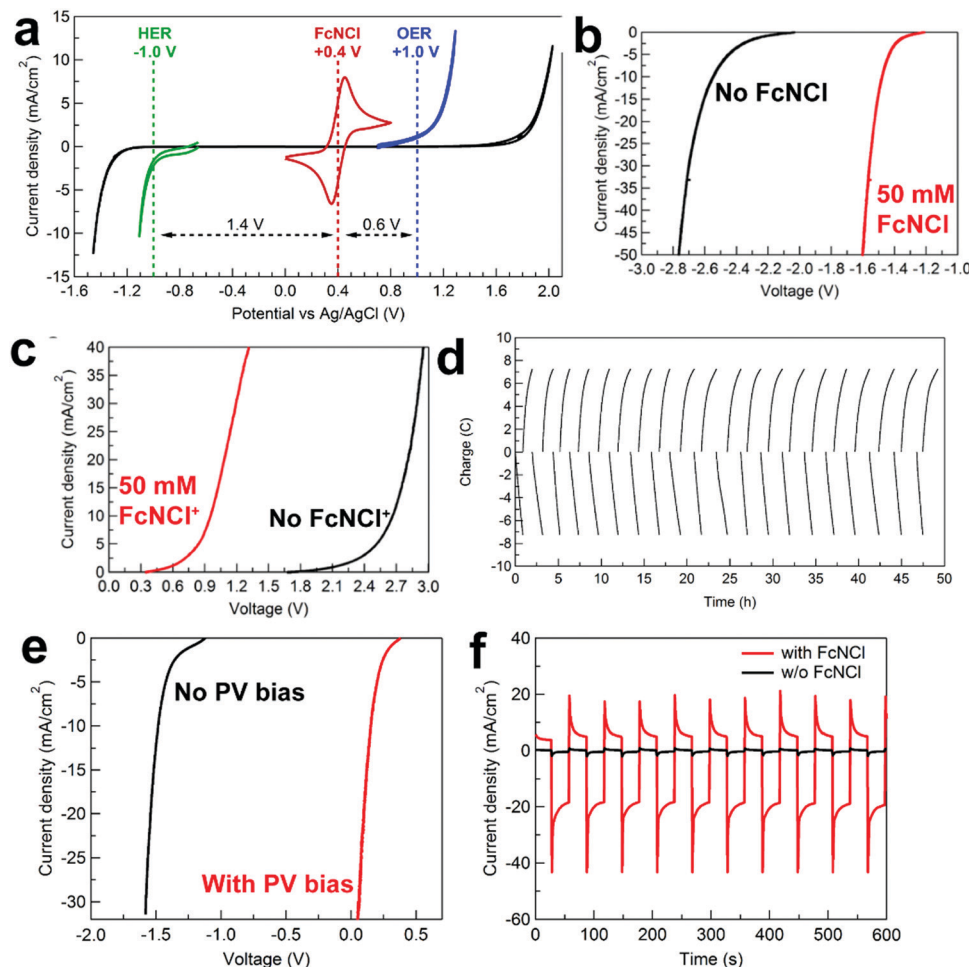 a
HER
-1.0 V
FcNCl
+0.4 V
OER
+1.0 V
1.4 V
0.6 V
Current density (mA/cm²)
15
10
5
0
-5
-10
-15
-1.6 -1.2 -0.8 -0.4 0.0 0.4 0.8 1.2 1.6 2.0
Potential vs Ag/AgCl (V)
b
No FcNCl
50 mM
FcNCl
Current density (mA/cm²)
0
-5
-10
-15
-20
-25
-30
-35
-40
-45
-50
-3.0 -2.8 -2.6 -2.4 -2.2 -2.0 -1.8 -1.6 -1.4 -1.2 -1.0
Voltage (V)
c
50 mM
FcNCl⁺
No FcNCl⁺
Current density (mA/cm²)
40
35
30
25
20
15
10
5
0
0.0 0.3 0.6 0.9 1.2 1.5 1.8 2.1 2.4 2.7 3.0
Voltage (V)
d
Charge (C)
10
8
6
4
2
0
-2
-4
-6
-8
-10
0 5 10 15 20 25 30 35 40 45 50
Time (h)
e
No PV bias
With PV bias
Current density (mA/cm²)
0
-5
-10
-15
-20
-25
-30
-2.0 -1.5 -1.0 -0.5 0.0 0.5
Voltage (V)
f
with FcNCl
w/o FcNCl
Current density (mA/cm²)
40
20
0
-20
-40
-60
0 100 200 300 400 500 600
Time (s)